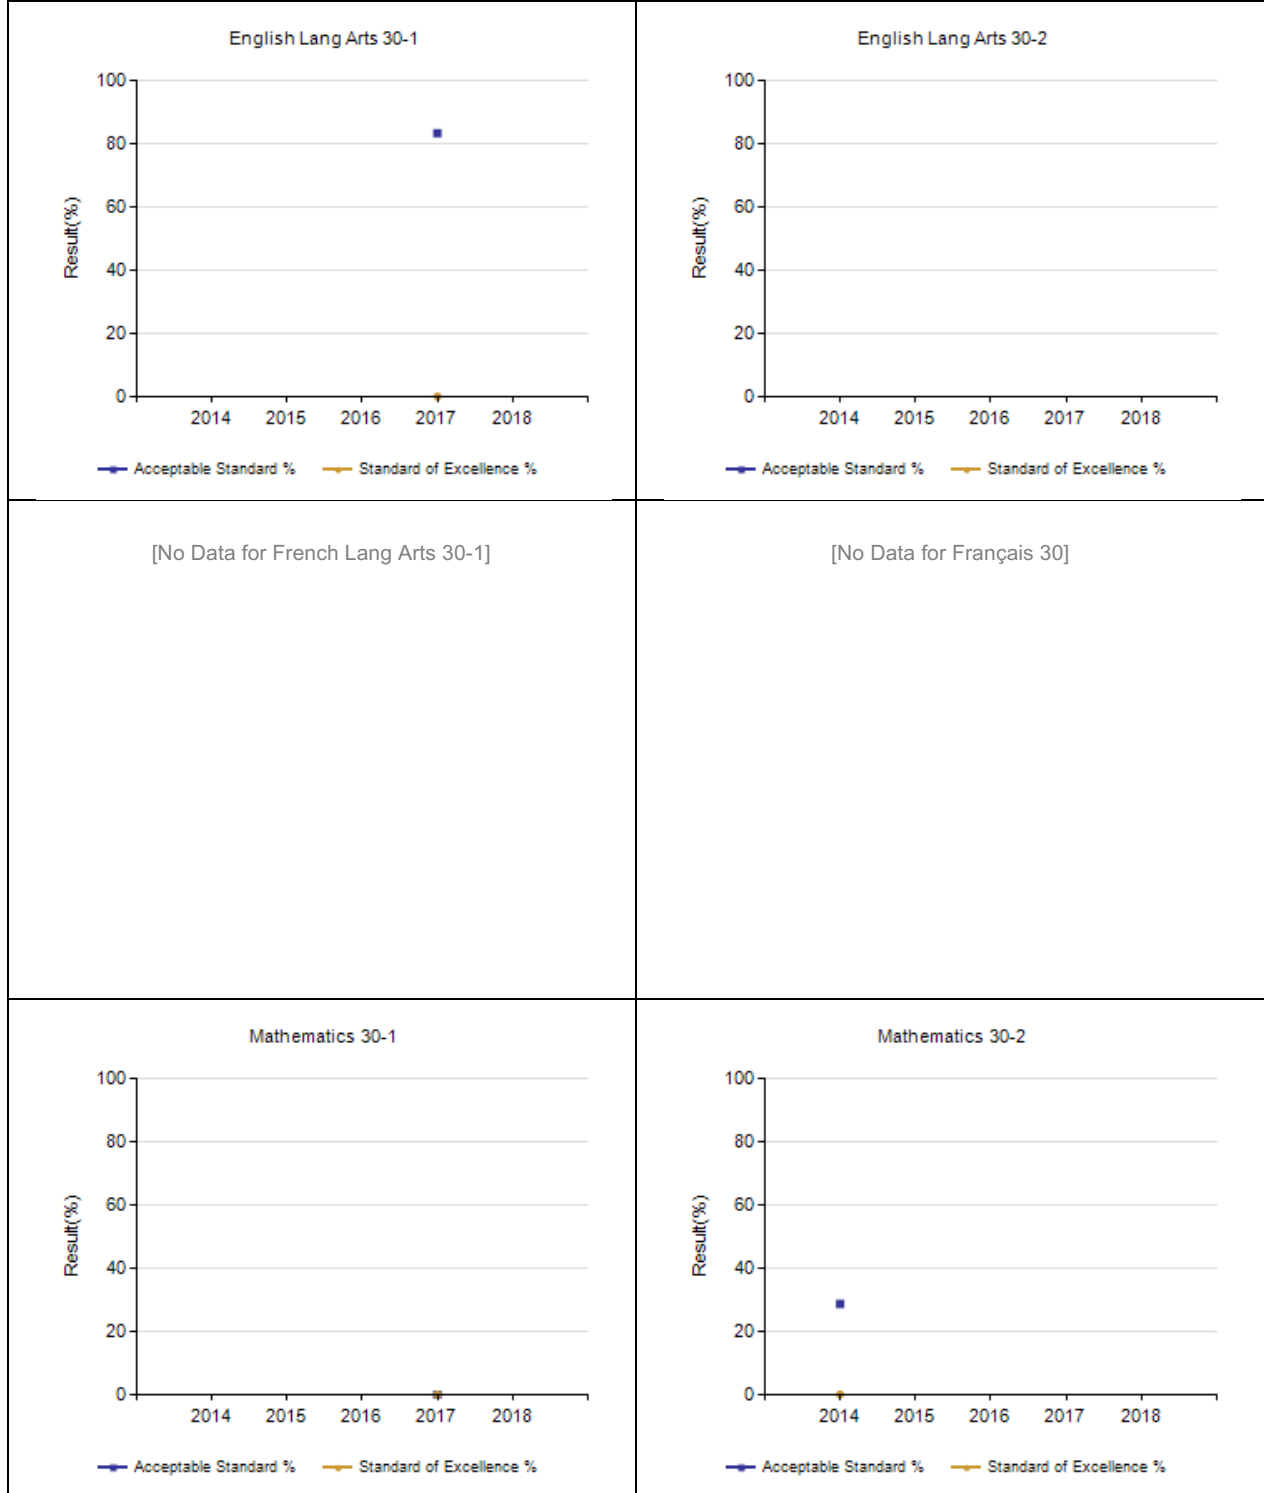 English Lang Arts 30-1
100
80
60
40
20
0
Result(%)
2014 2015 2016 2017 2018
Acceptable Standard % Standard of Excellence %
English Lang Arts 30-2
100
80
60
40
20
0
Result(%)
2014 2015 2016 2017 2018
Acceptable Standard % Standard of Excellence %
[No Data for French Lang Arts 30-1]
[No Data for Français 30]
Mathematics 30-1
100
80
60
40
20
0
Result(%)
2014 2015 2016 2017 2018
Acceptable Standard % Standard of Excellence %
Mathematics 30-2
100
80
60
40
20
0
Result(%)
2014 2015 2016 2017 2018
Acceptable Standard % Standard of Excellence %